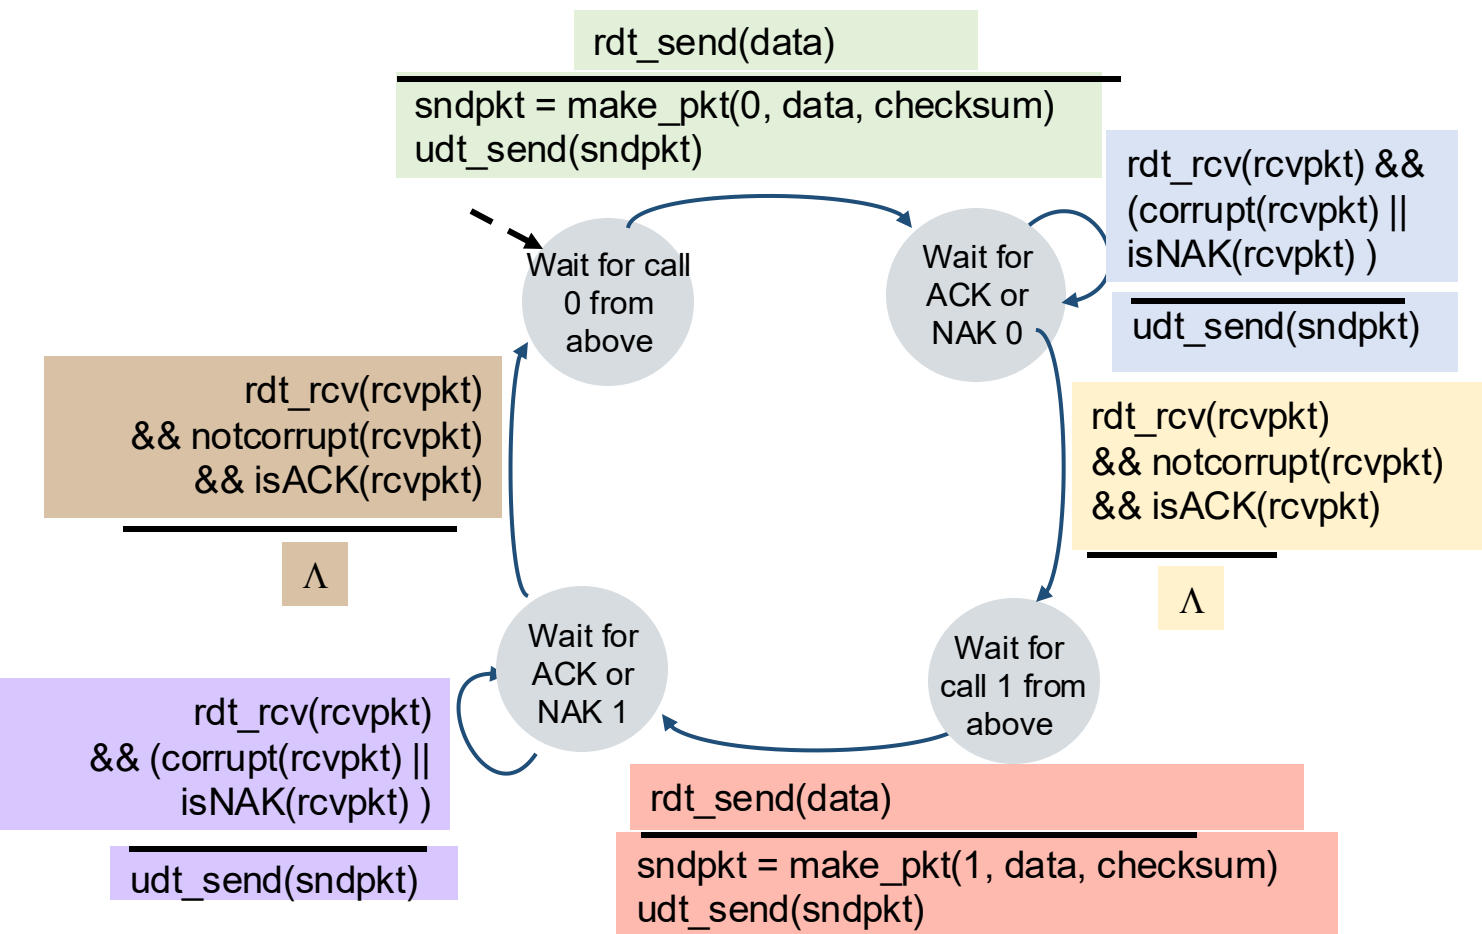 rdt_send(data)
sndpkt = make_pkt(0, data, checksum)
udt_send(sndpkt)
rdt_rcv(rcvpkt) &&
(corrupt(rcvpkt) ||
isNAK(rcvpkt) )
udt_send(sndpkt)
Wait for call
0 from
above
Wait for
ACK or
NAK 0
rdt_rcv(rcvpkt)
&& notcorrupt(rcvpkt)
&& isACK(rcvpkt)
Λ
rdt_rcv(rcvpkt)
&& notcorrupt(rcvpkt)
&& isACK(rcvpkt)
Λ
Wait for
ACK or
NAK 1
Wait for
call 1 from
above
rdt_rcv(rcvpkt)
&& (corrupt(rcvpkt) ||
isNAK(rcvpkt) )
udt_send(sndpkt)
rdt_send(data)
sndpkt = make_pkt(1, data, checksum)
udt_send(sndpkt)